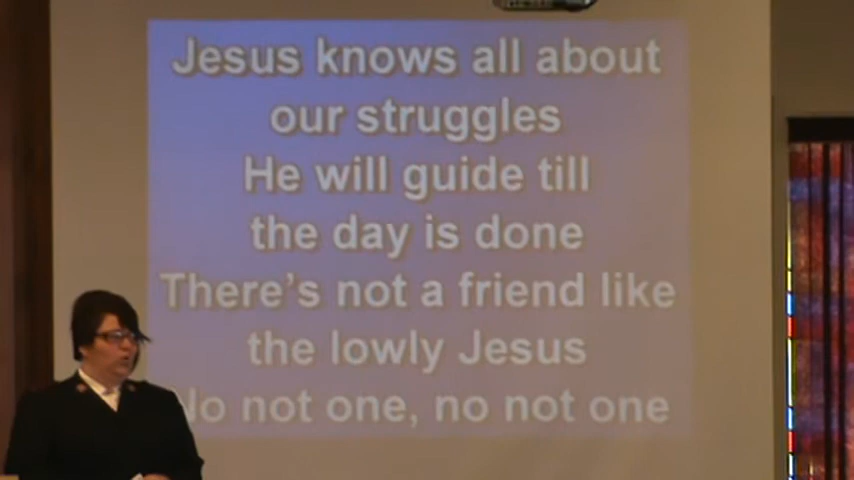 Jesus knows all about
our struggles
He will guide till
the day is done
There's not a friend like
the lowly Jesus
No not one, no not one